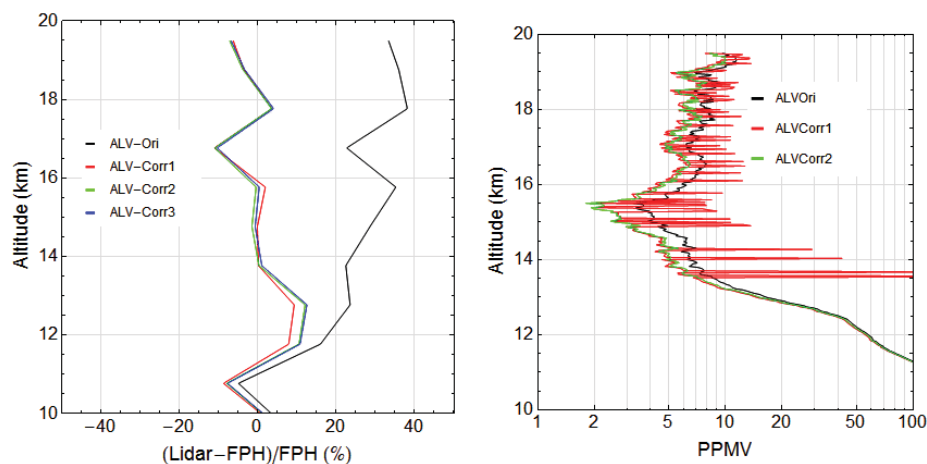 20
18
16
14
12
10
Altitude (km)
ALV−Ori
ALV−Corr1
ALV−Corr2
ALV−Corr3
−40
−20
0
20
40
(Lidar−FPH)/FPH (%)
20
18
16
14
12
10
Altitude (km)
ALVOri
ALVCorr1
ALVCorr2
1
2
5
10
20
50
100
PPMV